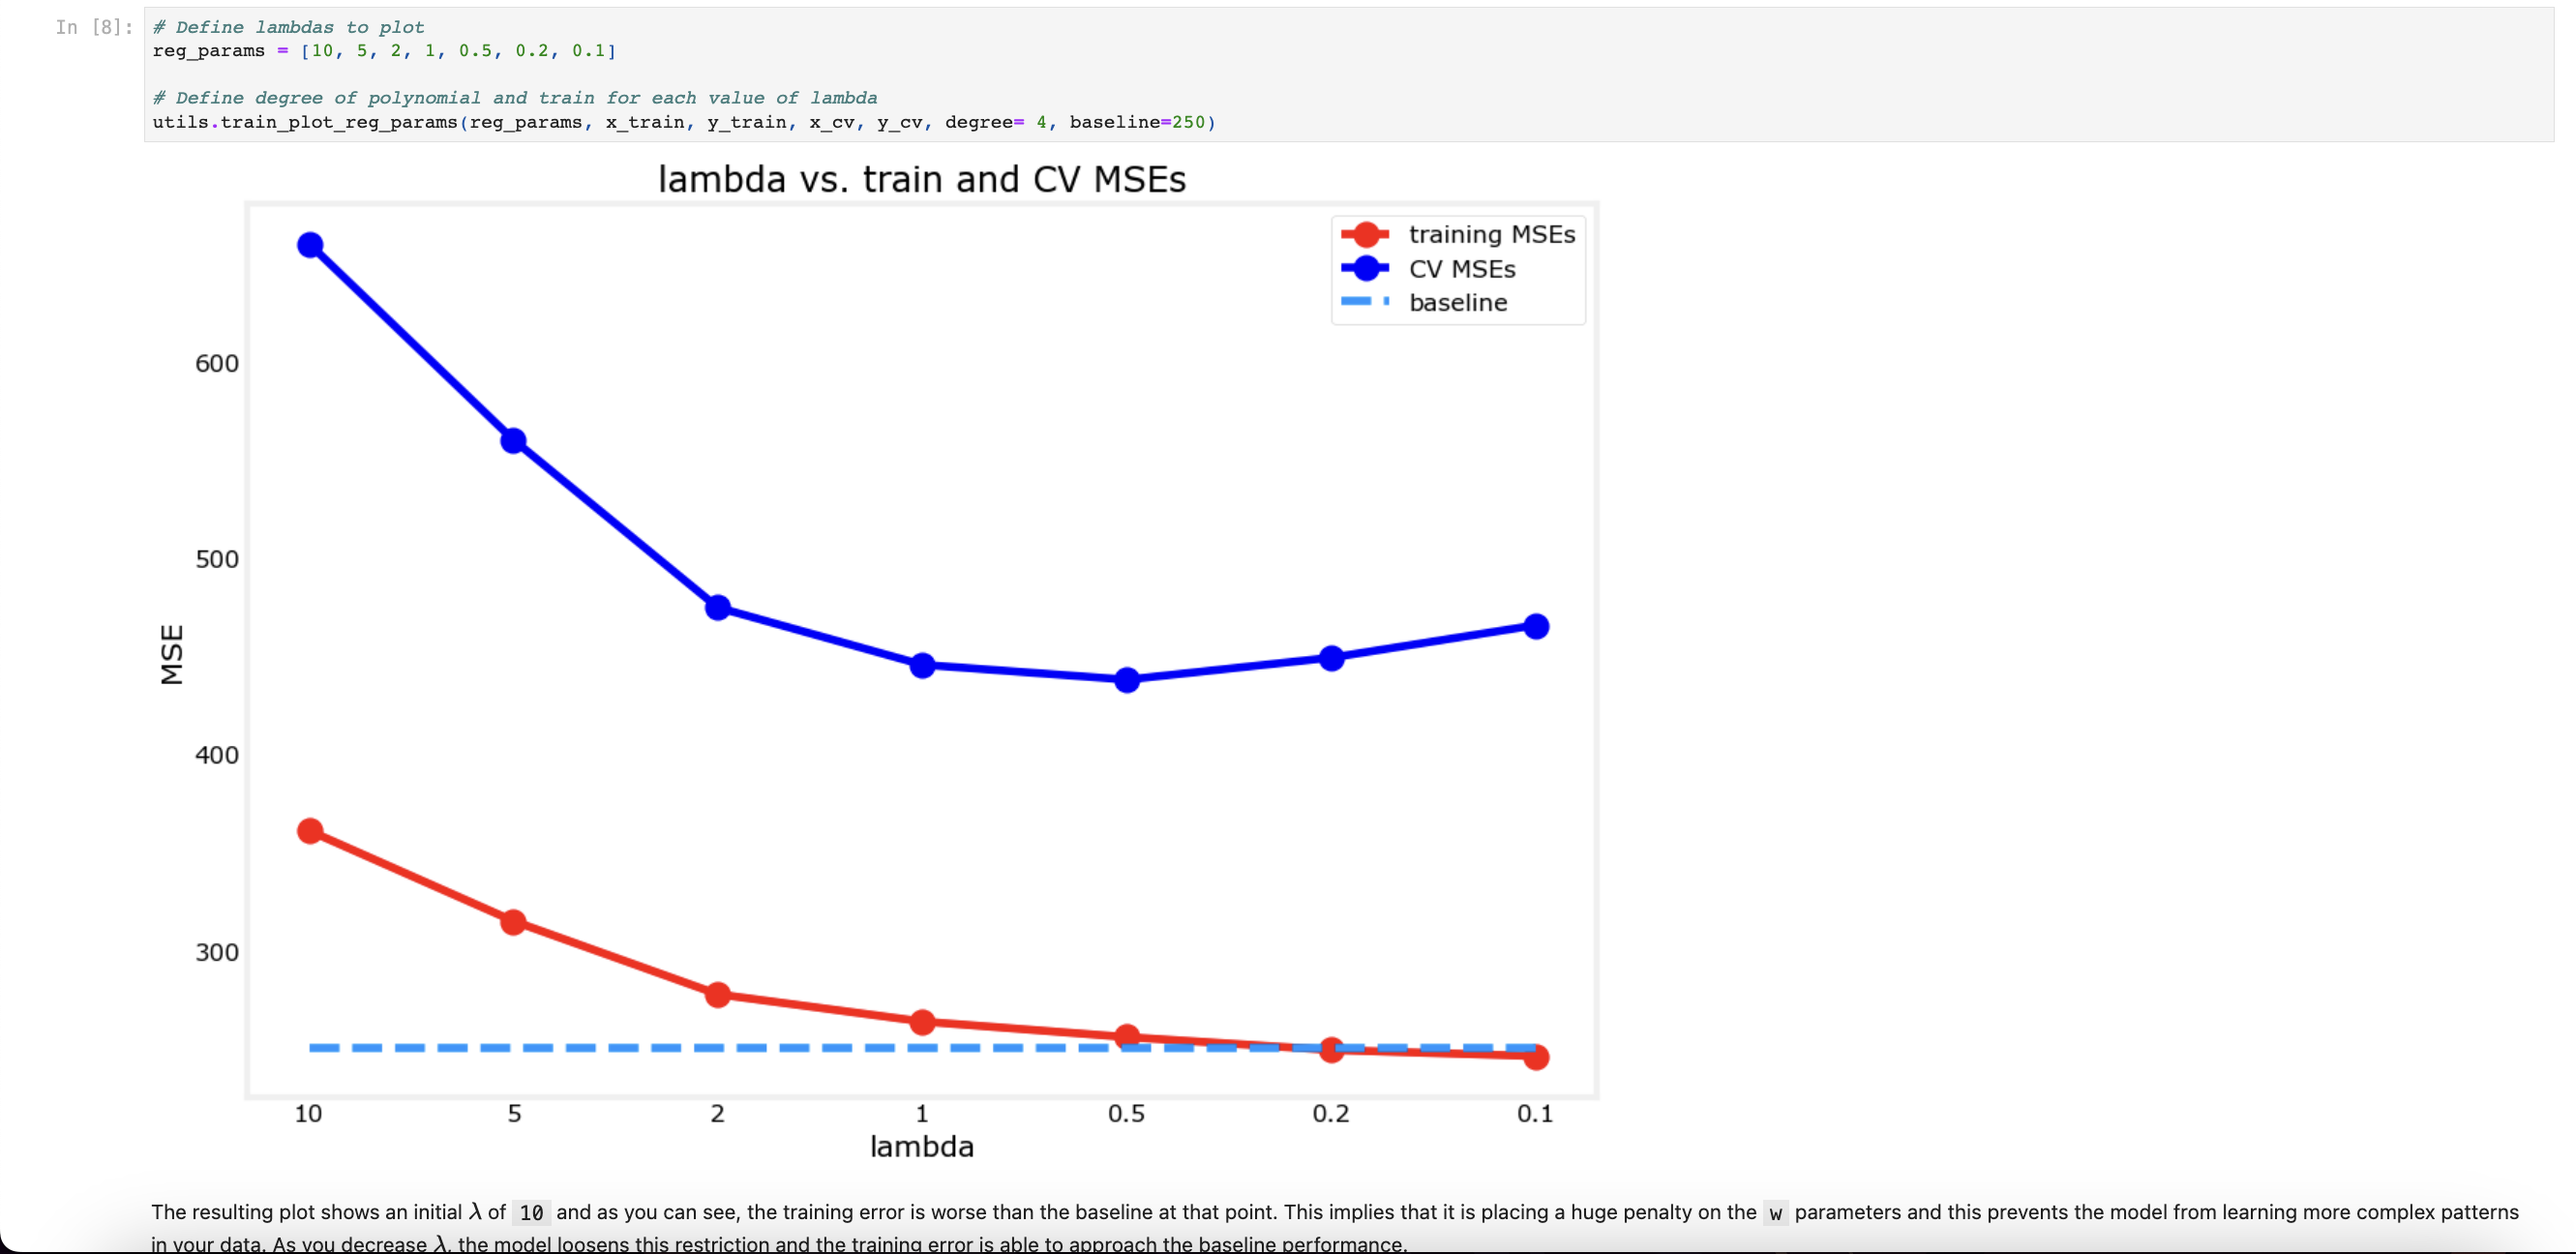 In [8]:
# Define lambdas to plot
reg_params = [10, 5, 2, 1, 0.5, 0.2, 0.1]
# Define degree of polynomial and train for each value of lambda
utils.train_plot_reg_params(reg_params, x_train, y_train, x_cv, y_cv, degree= 4, baseline=250)
lambda vs. train and CV MSEs
training MSEs
CV MSEs
baseline
600
500
400
300
MSE
10 5 2 1 0.5 0.2 0.1
lambda
The resulting plot shows an initial λ of 10 and as you can see, the training error is worse than the baseline at that point. This implies that it is placing a huge penalty on the w parameters and this prevents the model from learning more complex patterns
in your data. As you decrease λ, the model loosens this restriction and the training error is able to approach the baseline performance.